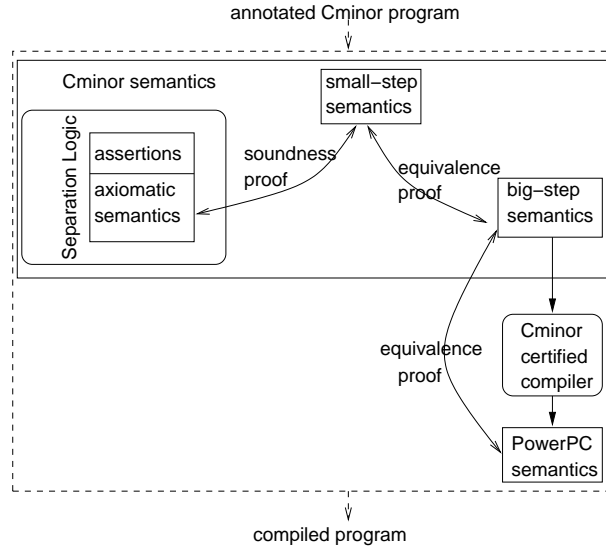 annotated Cminor program
Cminor semantics
small−step
semantics
Separation Logic
assertions
axiomatic
semantics
soundness
proof
equivalence
proof
big−step
semantics
equivalence
proof
Cminor
certified
compiler
PowerPC
semantics
compiled program